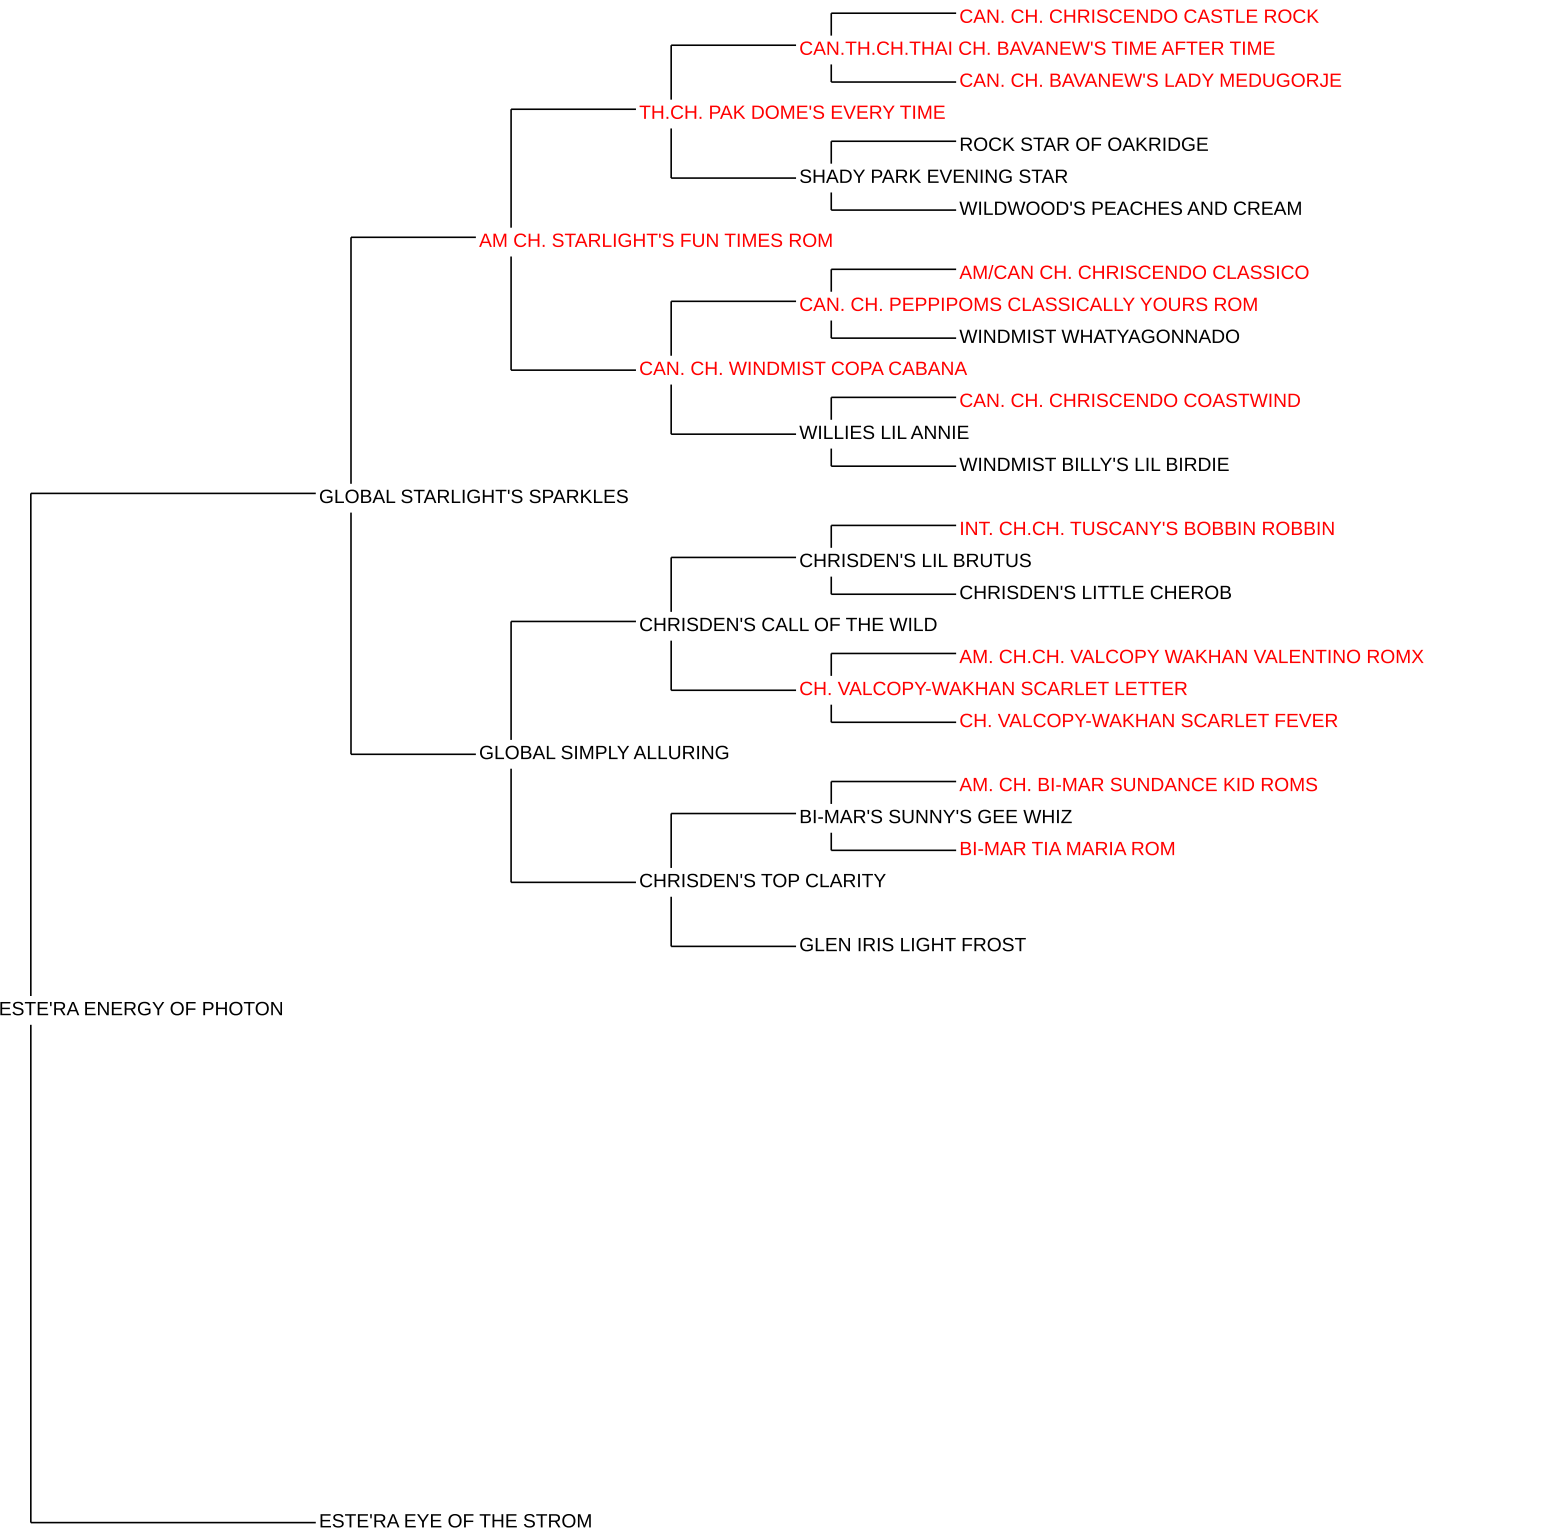 CAN. CH. CHRISCENDO CASTLE ROCK
CAN.TH.CH.THAI CH. BAVANEW'S TIME AFTER TIME
CAN. CH. BAVANEW'S LADY MEDUGORJE
TH.CH. PAK DOME'S EVERY TIME
ROCK STAR OF OAKRIDGE
SHADY PARK EVENING STAR
WILDWOOD'S PEACHES AND CREAM
AM CH. STARLIGHT'S FUN TIMES ROM
AM/CAN CH. CHRISCENDO CLASSICO
CAN. CH. PEPPIPOMS CLASSICALLY YOURS ROM
WINDMIST WHATYAGONNADO
CAN. CH. WINDMIST COPA CABANA
CAN. CH. CHRISCENDO COASTWIND
WILLIES LIL ANNIE
WINDMIST BILLY'S LIL BIRDIE
GLOBAL STARLIGHT'S SPARKLES
INT. CH.CH. TUSCANY'S BOBBIN ROBBIN
CHRISDEN'S LIL BRUTUS
CHRISDEN'S LITTLE CHEROB
CHRISDEN'S CALL OF THE WILD
AM. CH.CH. VALCOPY WAKHAN VALENTINO ROMX
CH. VALCOPY-WAKHAN SCARLET LETTER
CH. VALCOPY-WAKHAN SCARLET FEVER
GLOBAL SIMPLY ALLURING
AM. CH. BI-MAR SUNDANCE KID ROMS
BI-MAR'S SUNNY'S GEE WHIZ
BI-MAR TIA MARIA ROM
CHRISDEN'S TOP CLARITY
GLEN IRIS LIGHT FROST
ESTE'RA ENERGY OF PHOTON
ESTE'RA EYE OF THE STROM